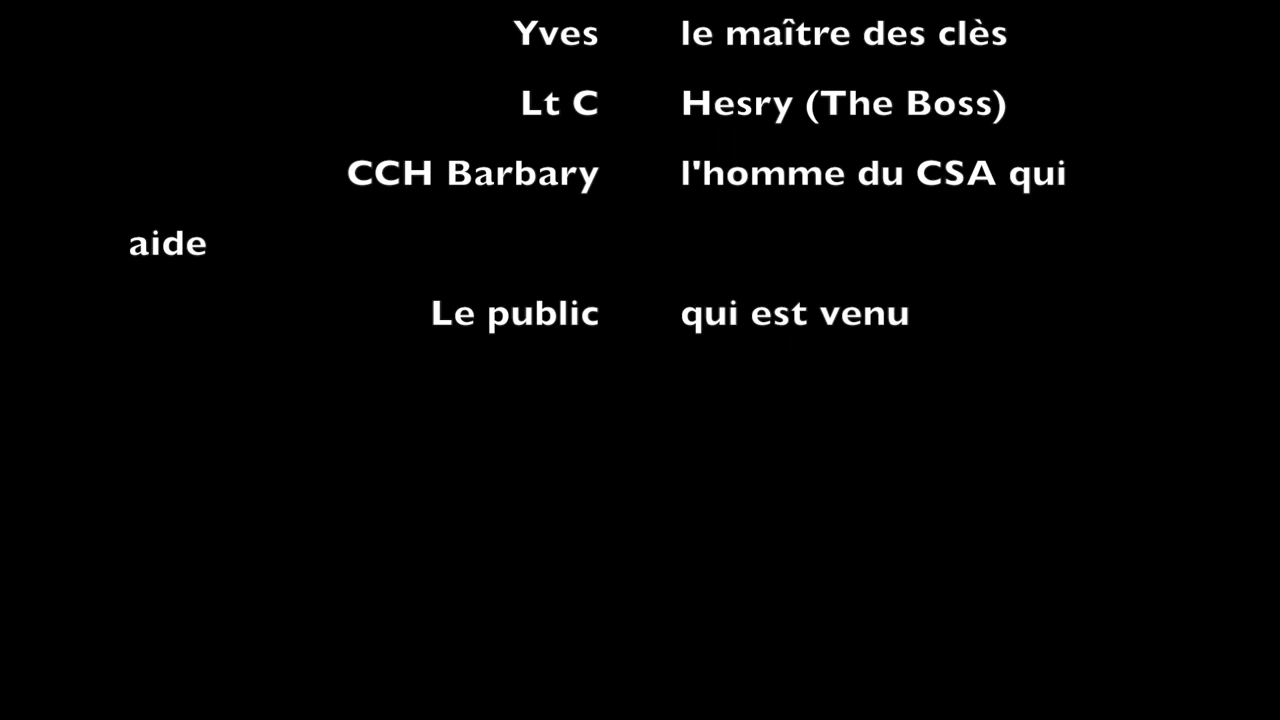 Yves le maître des clès
Lt C Hesry (The Boss)
CCH Barbary l'homme du CSA qui
aide
Le public qui est venu